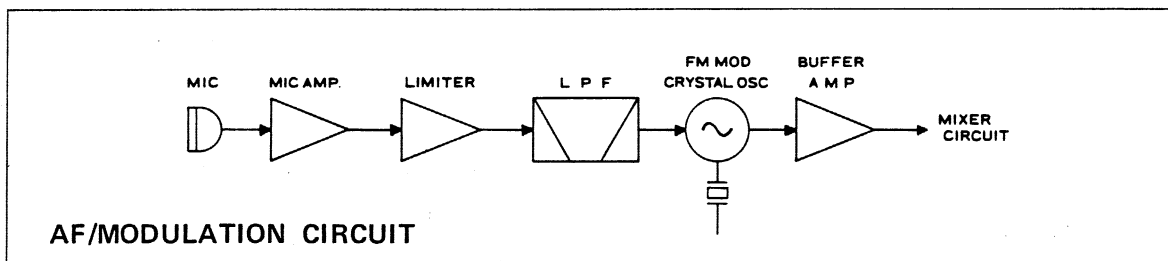 MIC
MIC AMP.
LIMITER
L P F
FM MOD
CRYSTAL OSC
BUFFER
A M P
MIXER
CIRCUIT
AF/MODULATION CIRCUIT